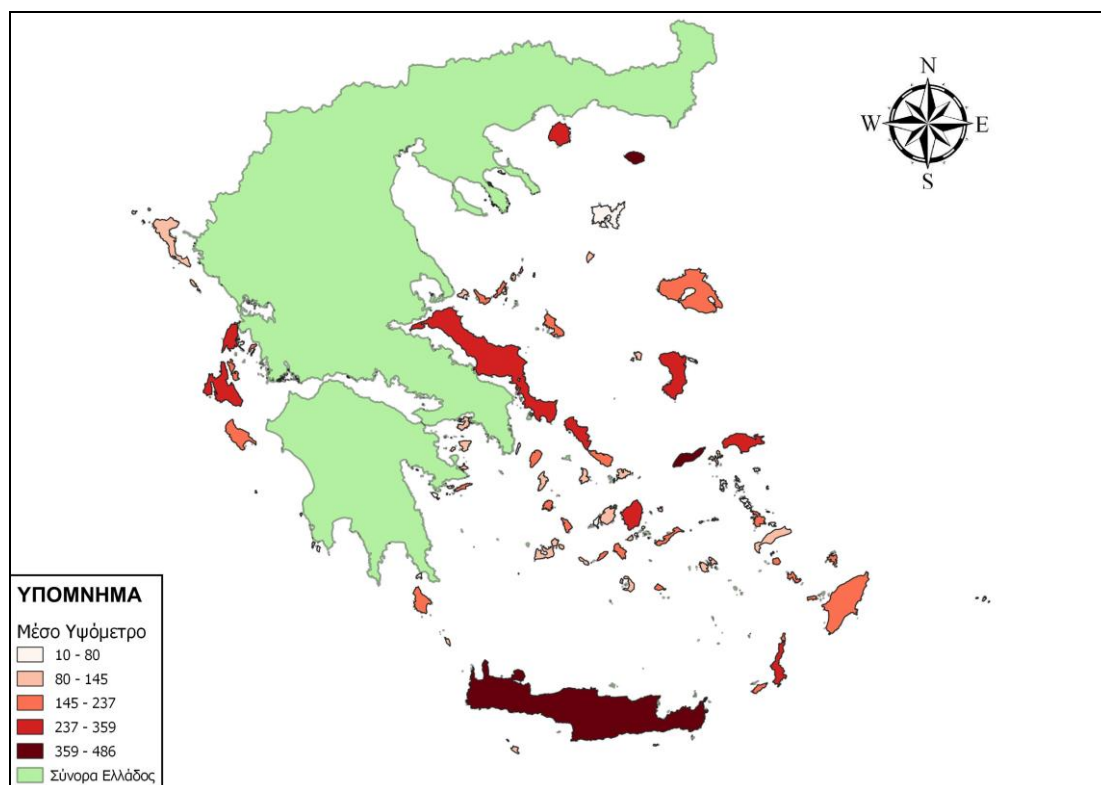 N
W E
S
ΥΠΟΜΝΗΜΑ
Μέσο Υψόμετρο
10 - 80
80 - 145
145 - 237
237 - 359
359 - 486
Σύνορα Ελλάδος